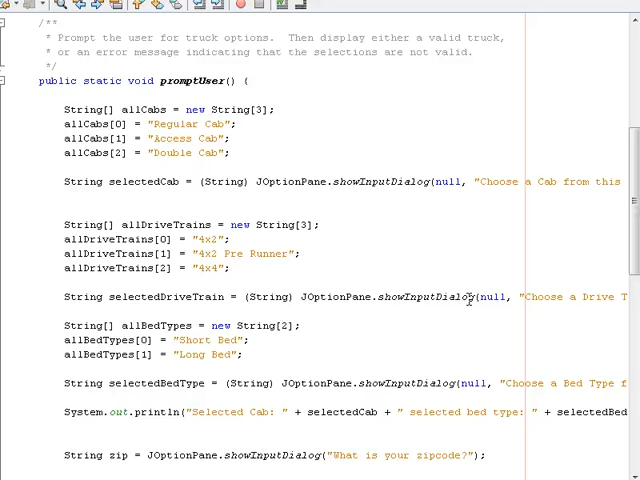 /**
* Prompt the user for truck options.  Then display either a valid truck,
* or an error message indicating that the selections are not valid.
*/
public static void promptUser() {
String[] allCabs = new String[3];
allCabs[0] = "Regular Cab";
allCabs[1] = "Access Cab";
allCabs[2] = "Double Cab";
String selectedCab = (String) JOptionPane.showInputDialog(null, "Choose a Cab from this
String[] allDriveTrains = new String[3];
allDriveTrains[0] = "4x2";
allDriveTrains[1] = "4x2 Pre Runner";
allDriveTrains[2] = "4x4";
String selectedDriveTrain = (String) JOptionPane.showInputDialog(null, "Choose a Drive T
String[] allBedTypes = new String[2];
allBedTypes[0] = "Short Bed";
allBedTypes[1] = "Long Bed";
String selectedBedType = (String) JOptionPane.showInputDialog(null, "Choose a Bed Type f
System.out.println("Selected Cab: " + selectedCab + " selected bed type: " + selectedBed
String zip = JOptionPane.showInputDialog("What is your zipcode?");